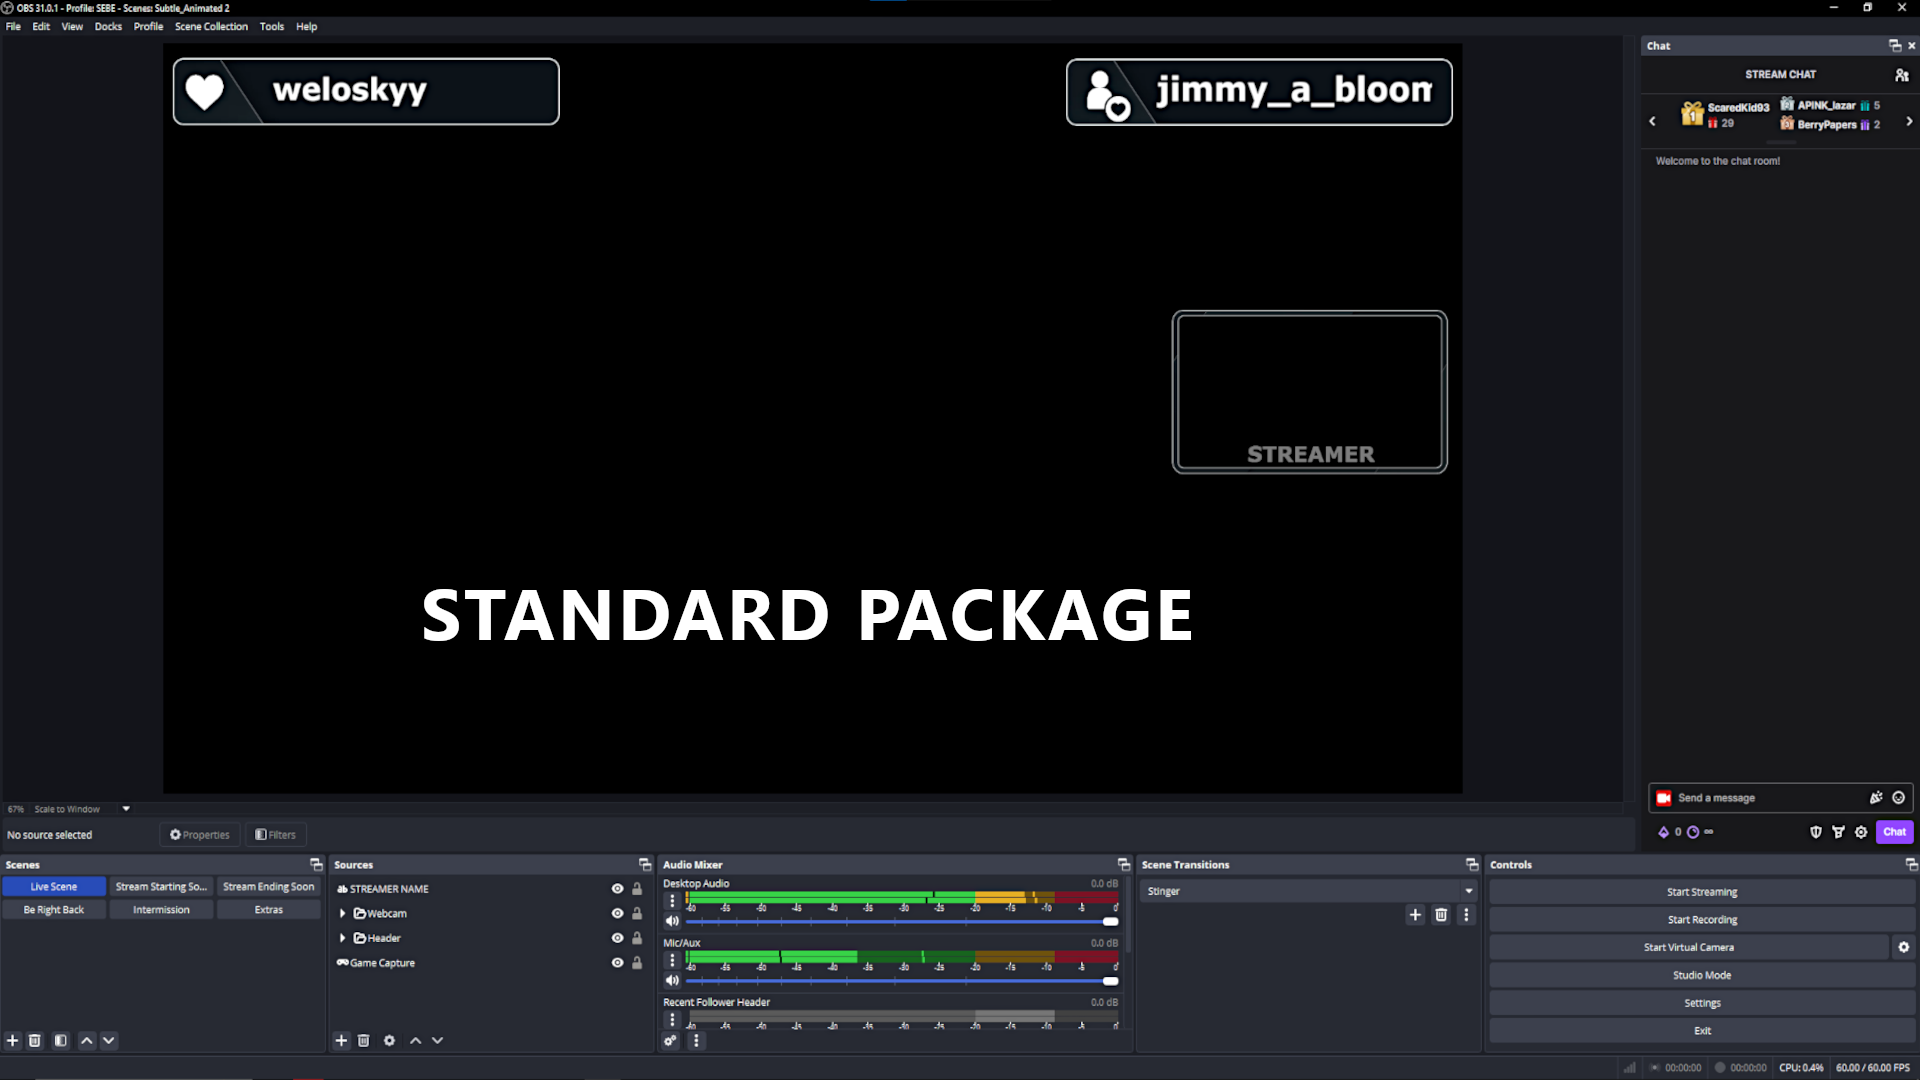 OBS 31.0.1 - Profile: SEBE - Scenes: Subtle_Animated 2
File Edit View Docks Profile Scene Collection Tools Help
weloskyy
jimmy_a_bloom
STREAMER
STANDARD PACKAGE
Chat
STREAM CHAT
1 ScaredKid93 29
2 APINK_lazar 5
3 BerryPapers 2
Welcome to the chat room!
Send a message
0 ∞ Chat
67% Scale to Window
No source selected Properties Filters
Scenes
Live Scene Stream Starting So... Stream Ending Soon
Be Right Back Intermission Extras
Sources
STREAMER NAME
Webcam
Header
Game Capture
Audio Mixer
Desktop Audio 0.0 dB
-60 -55 -50 -45 -40 -35 -30 -25 -20 -15 -10 -5 0
Mic/Aux 0.0 dB
-60 -55 -50 -45 -40 -35 -30 -25 -20 -15 -10 -5 0
Recent Follower Header 0.0 dB
-60 -55 -50 -45 -40 -35 -30 -25 -20 -15 -10 -5 0
Scene Transitions
Stinger
Controls
Start Streaming
Start Recording
Start Virtual Camera
Studio Mode
Settings
Exit
00:00:00 00:00:00 CPU: 0.4% 60.00 / 60.00 FPS